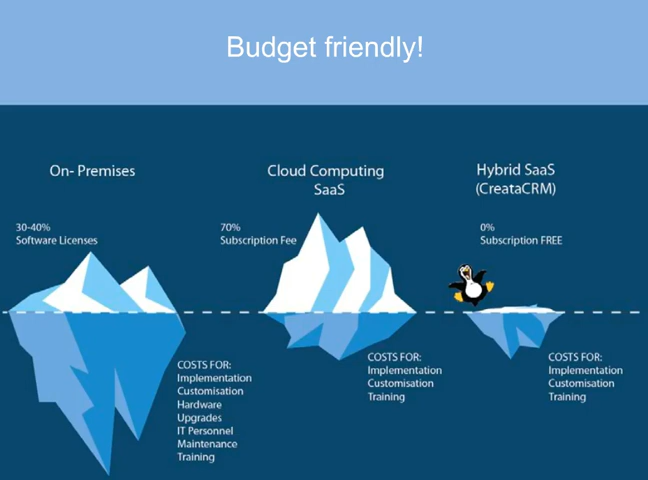 Budget friendly!
On- Premises
30-40%
Software Licenses
COSTS FOR:
Implementation
Customisation
Hardware
Upgrades
IT Personnel
Maintenance
Training
Cloud Computing
SaaS
70%
Subscription Fee
COSTS FOR:
Implementation
Customisation
Training
Hybrid SaaS
(CreataCRM)
0%
Subscription FREE
COSTS FOR:
Implementation
Customisation
Training